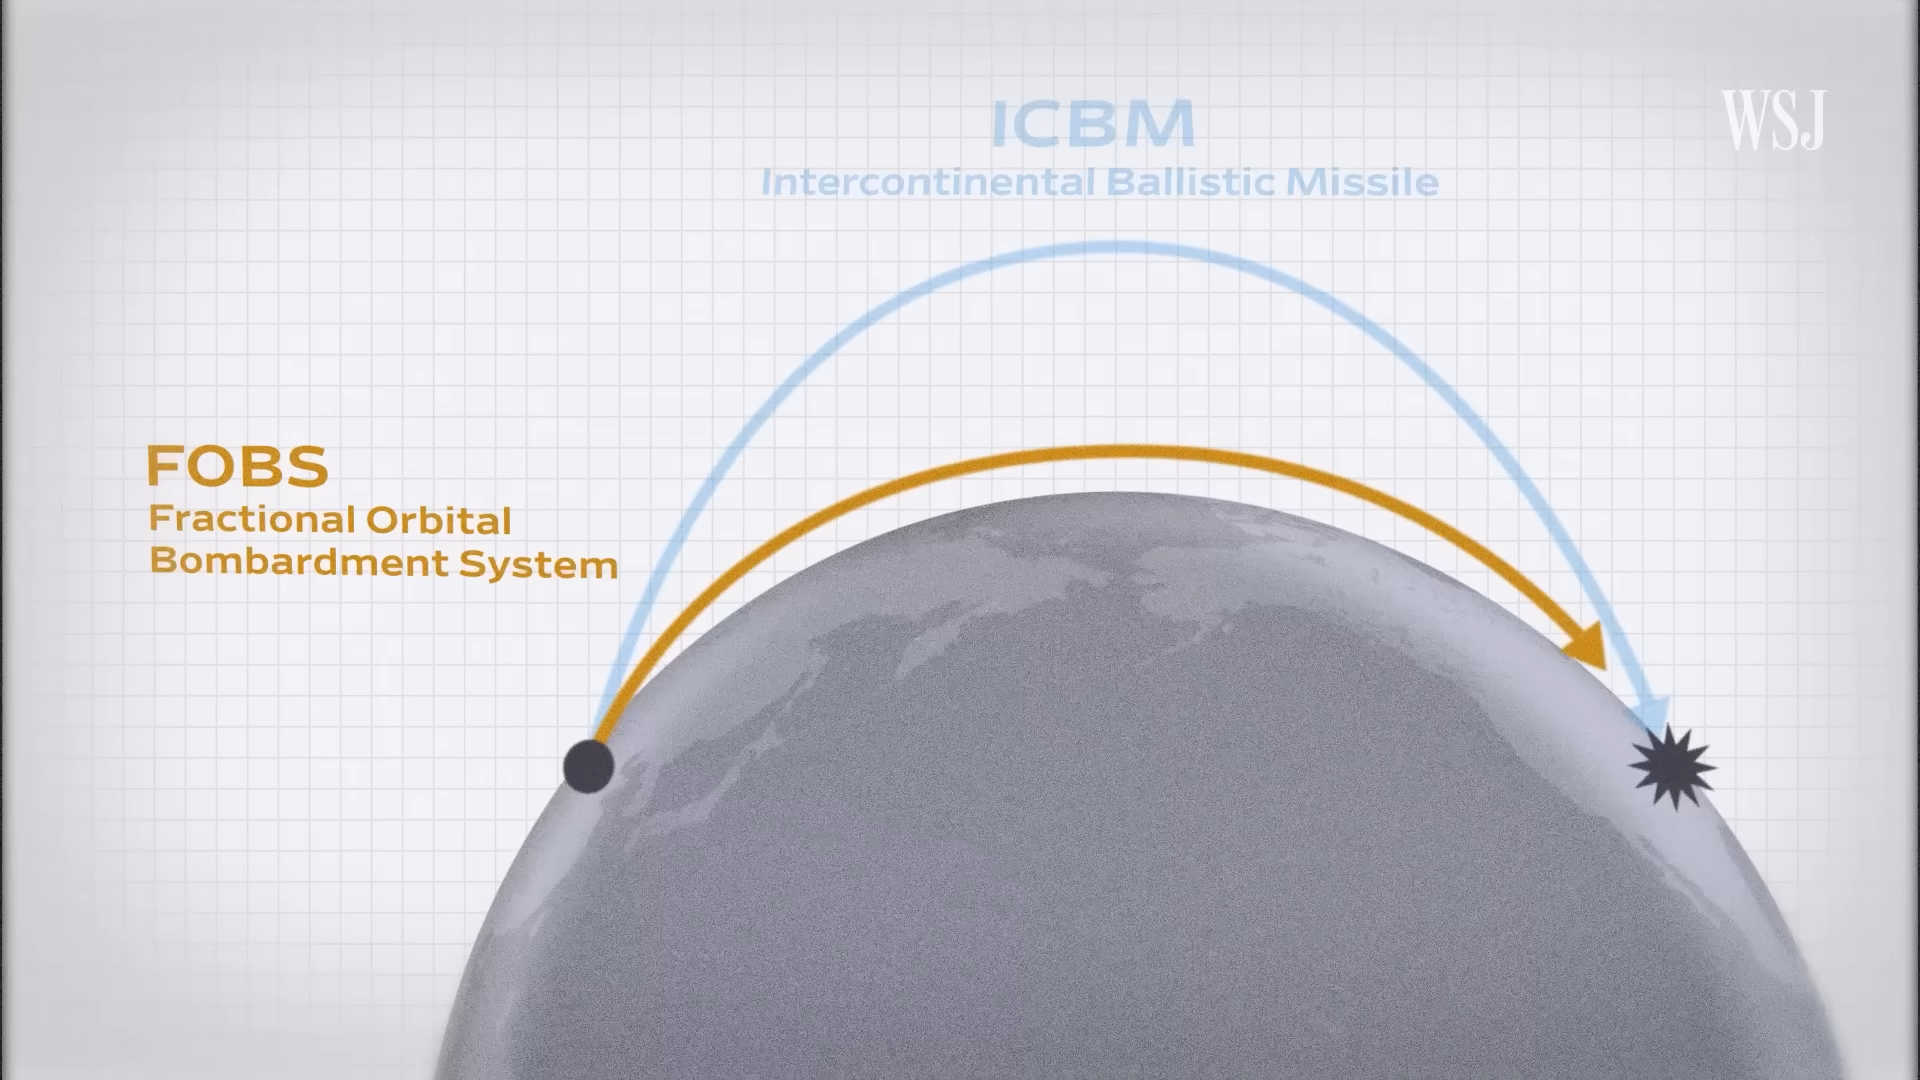 ICBM
Intercontinental Ballistic Missile
WSJ
FOBS
Fractional Orbital
Bombardment System